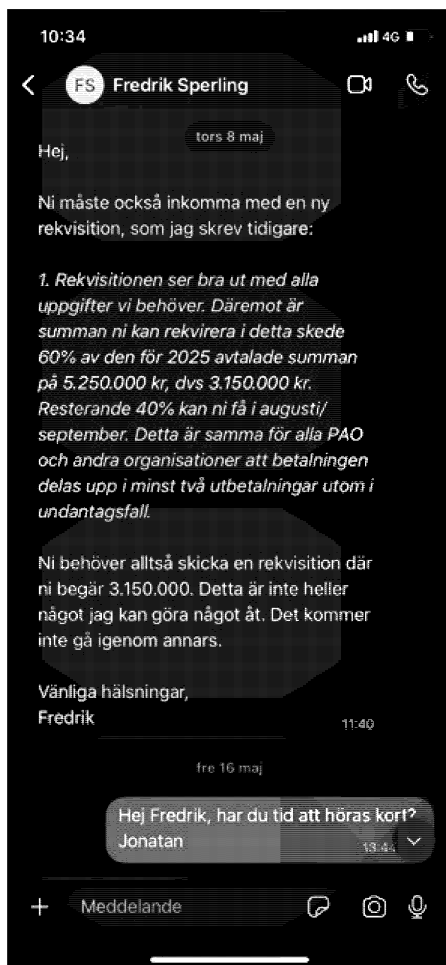 10:34
4G
FS Fredrik Sperling
tors 8 maj
Hej,
Ni måste också inkomma med en ny
rekvisition, som jag skrev tidigare:
1. Rekvisitionen ser bra ut med alla
uppgifter vi behöver. Däremot är
summan ni kan rekvirera i detta skede
60% av den för 2025 avtalade summan
på 5.250.000 kr, dvs 3.150.000 kr.
Resterande 40% kan ni få i augusti/
september. Detta är samma för alla PAO
och andra organisationer att betalningen
delas upp i minst två utbetalningar utom i
undantagsfall.
Ni behöver alltså skicka en rekvisition där
ni begär 3.150.000. Detta är inte heller
något jag kan göra något åt. Det kommer
inte gå igenom annars.
Vänliga hälsningar,
Fredrik
11:40
fre 16 maj
Hej Fredrik, har du tid att höras kort?
Jonatan
13:44
Meddelande